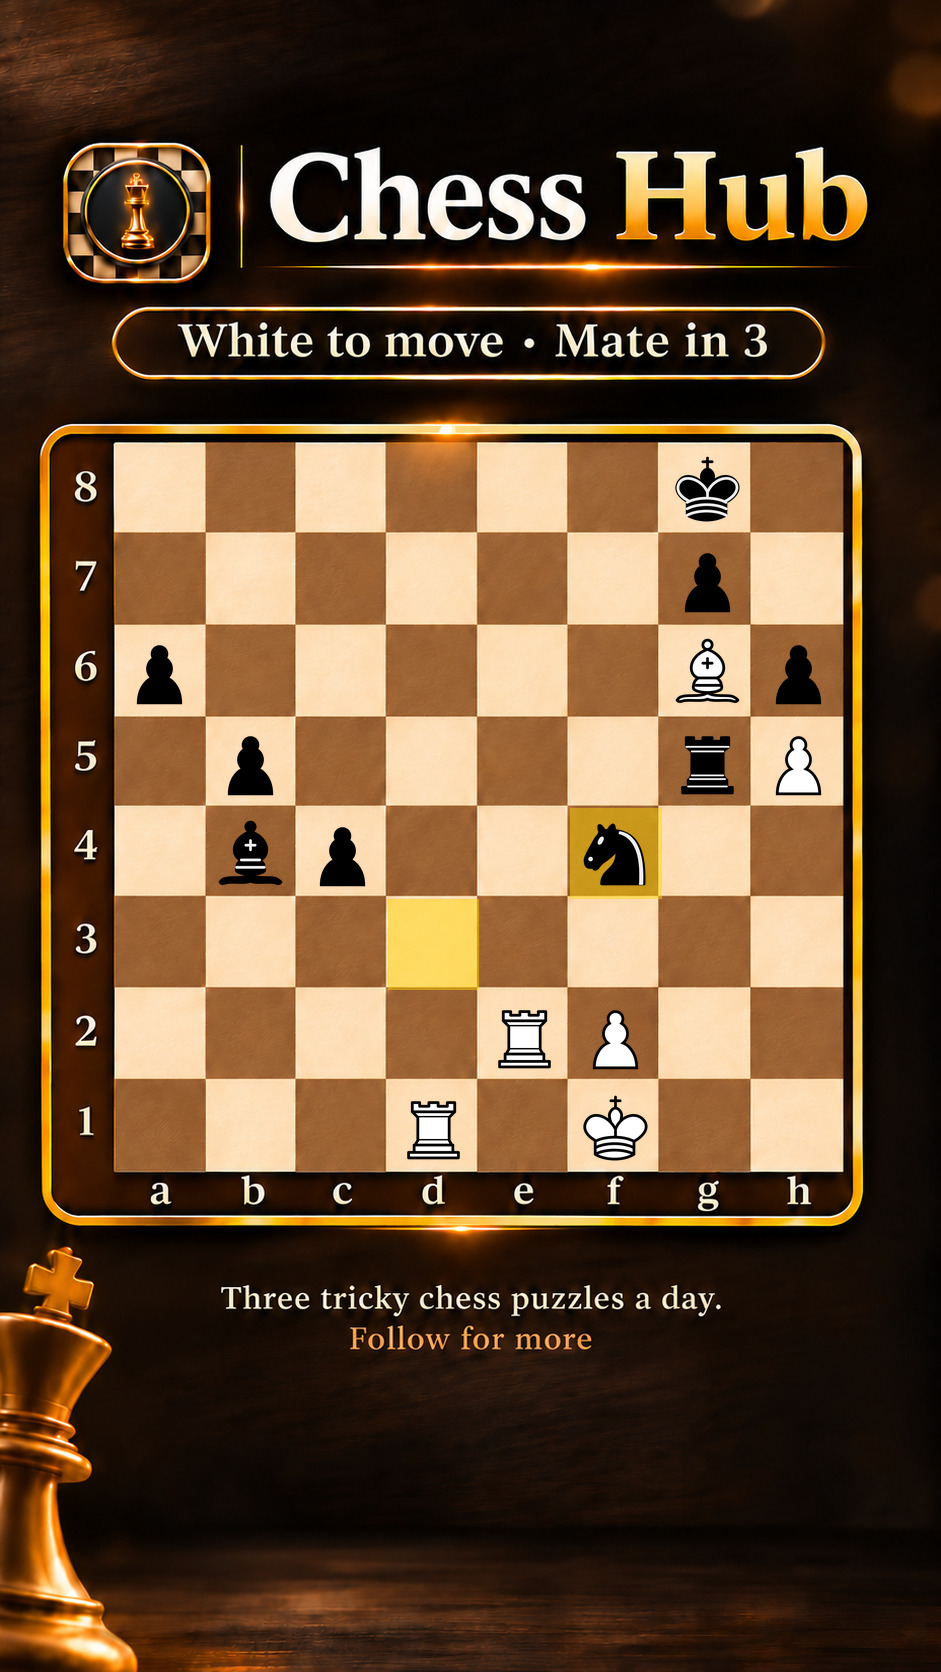 Chess Hub
White to move • Mate in 3
8
7
6
5
4
3
2
1
a b c d e f g h
Three tricky chess puzzles a day.
Follow for more